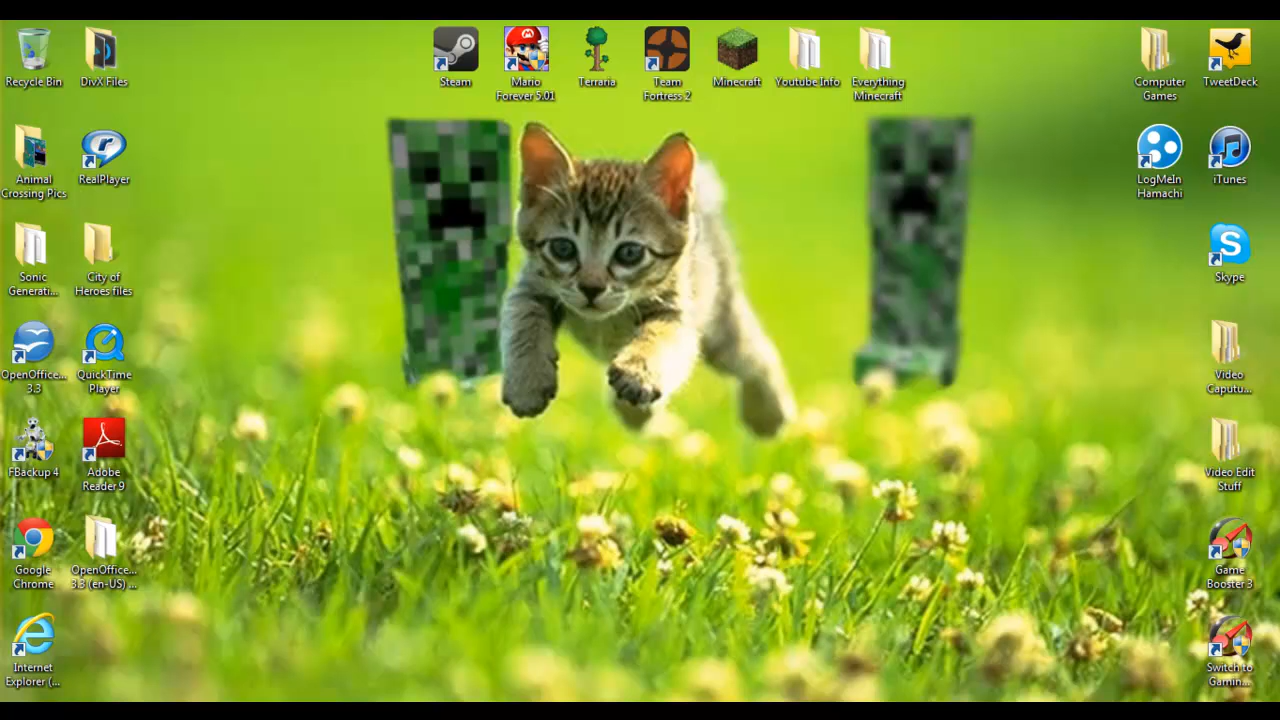 Recycle Bin
DivX Files
Steam
Mario
Forever 5.01
Terraria
Team
Fortress 2
Minecraft
Youtube Info
Everything
Minecraft
Computer
Games
TweetDeck
Animal
Crossing Pics
RealPlayer
LogMeIn
Hamachi
iTunes
Sonic
Generati...
City of
Heroes files
Skype
OpenOffice...
3.3
QuickTime
Player
Video
Caputu...
FBackup 4
Adobe
Reader 9
Video Edit
Stuff
Google
Chrome
OpenOffice...
3.3 (en-US) ...
Game
Booster 3
Internet
Explorer (...
Switch to
Gamin...